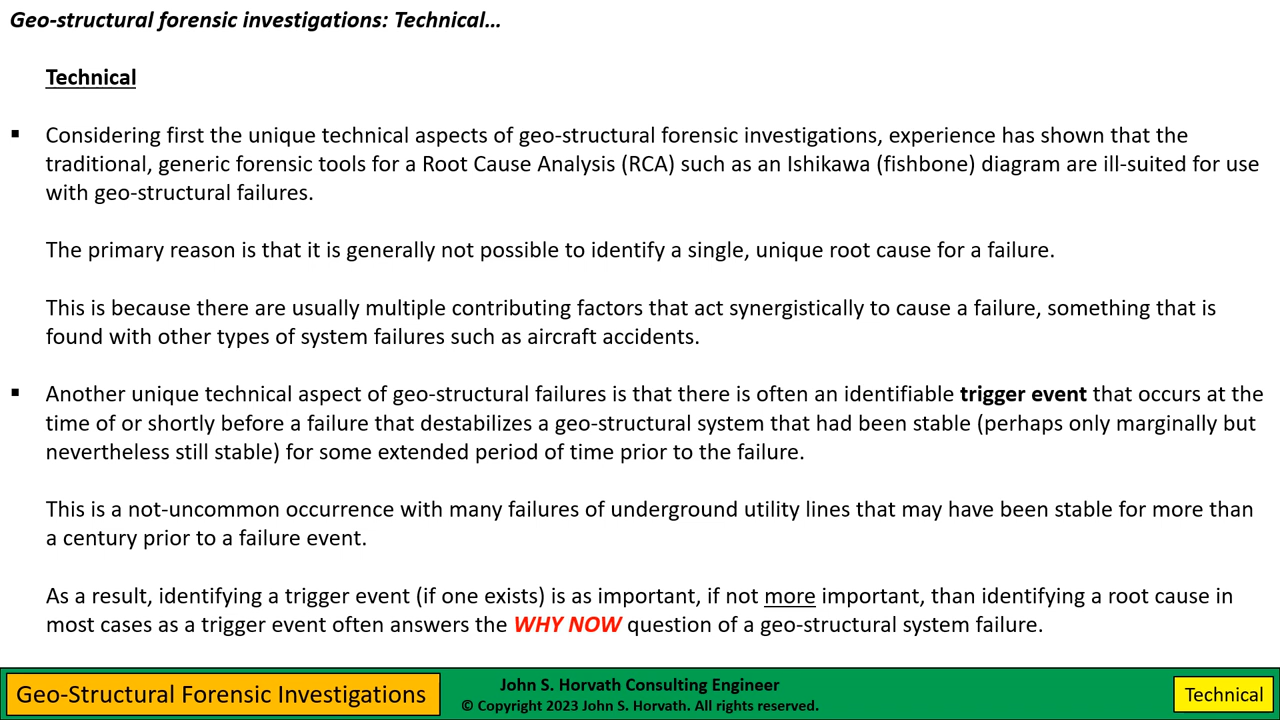 Geo-structural forensic investigations: Technical...
Technical
▪ Considering first the unique technical aspects of geo-structural forensic investigations, experience has shown that the
traditional, generic forensic tools for a Root Cause Analysis (RCA) such as an Ishikawa (fishbone) diagram are ill-suited for use
with geo-structural failures.
The primary reason is that it is generally not possible to identify a single, unique root cause for a failure.
This is because there are usually multiple contributing factors that act synergistically to cause a failure, something that is
found with other types of system failures such as aircraft accidents.
▪ Another unique technical aspect of geo-structural failures is that there is often an identifiable trigger event that occurs at the
time of or shortly before a failure that destabilizes a geo-structural system that had been stable (perhaps only marginally but
nevertheless still stable) for some extended period of time prior to the failure.
This is a not-uncommon occurrence with many failures of underground utility lines that may have been stable for more than
a century prior to a failure event.
As a result, identifying a trigger event (if one exists) is as important, if not more important, than identifying a root cause in
most cases as a trigger event often answers the WHY NOW question of a geo-structural system failure.
Geo-Structural Forensic Investigations
John S. Horvath Consulting Engineer
© Copyright 2023 John S. Horvath. All rights reserved.
Technical